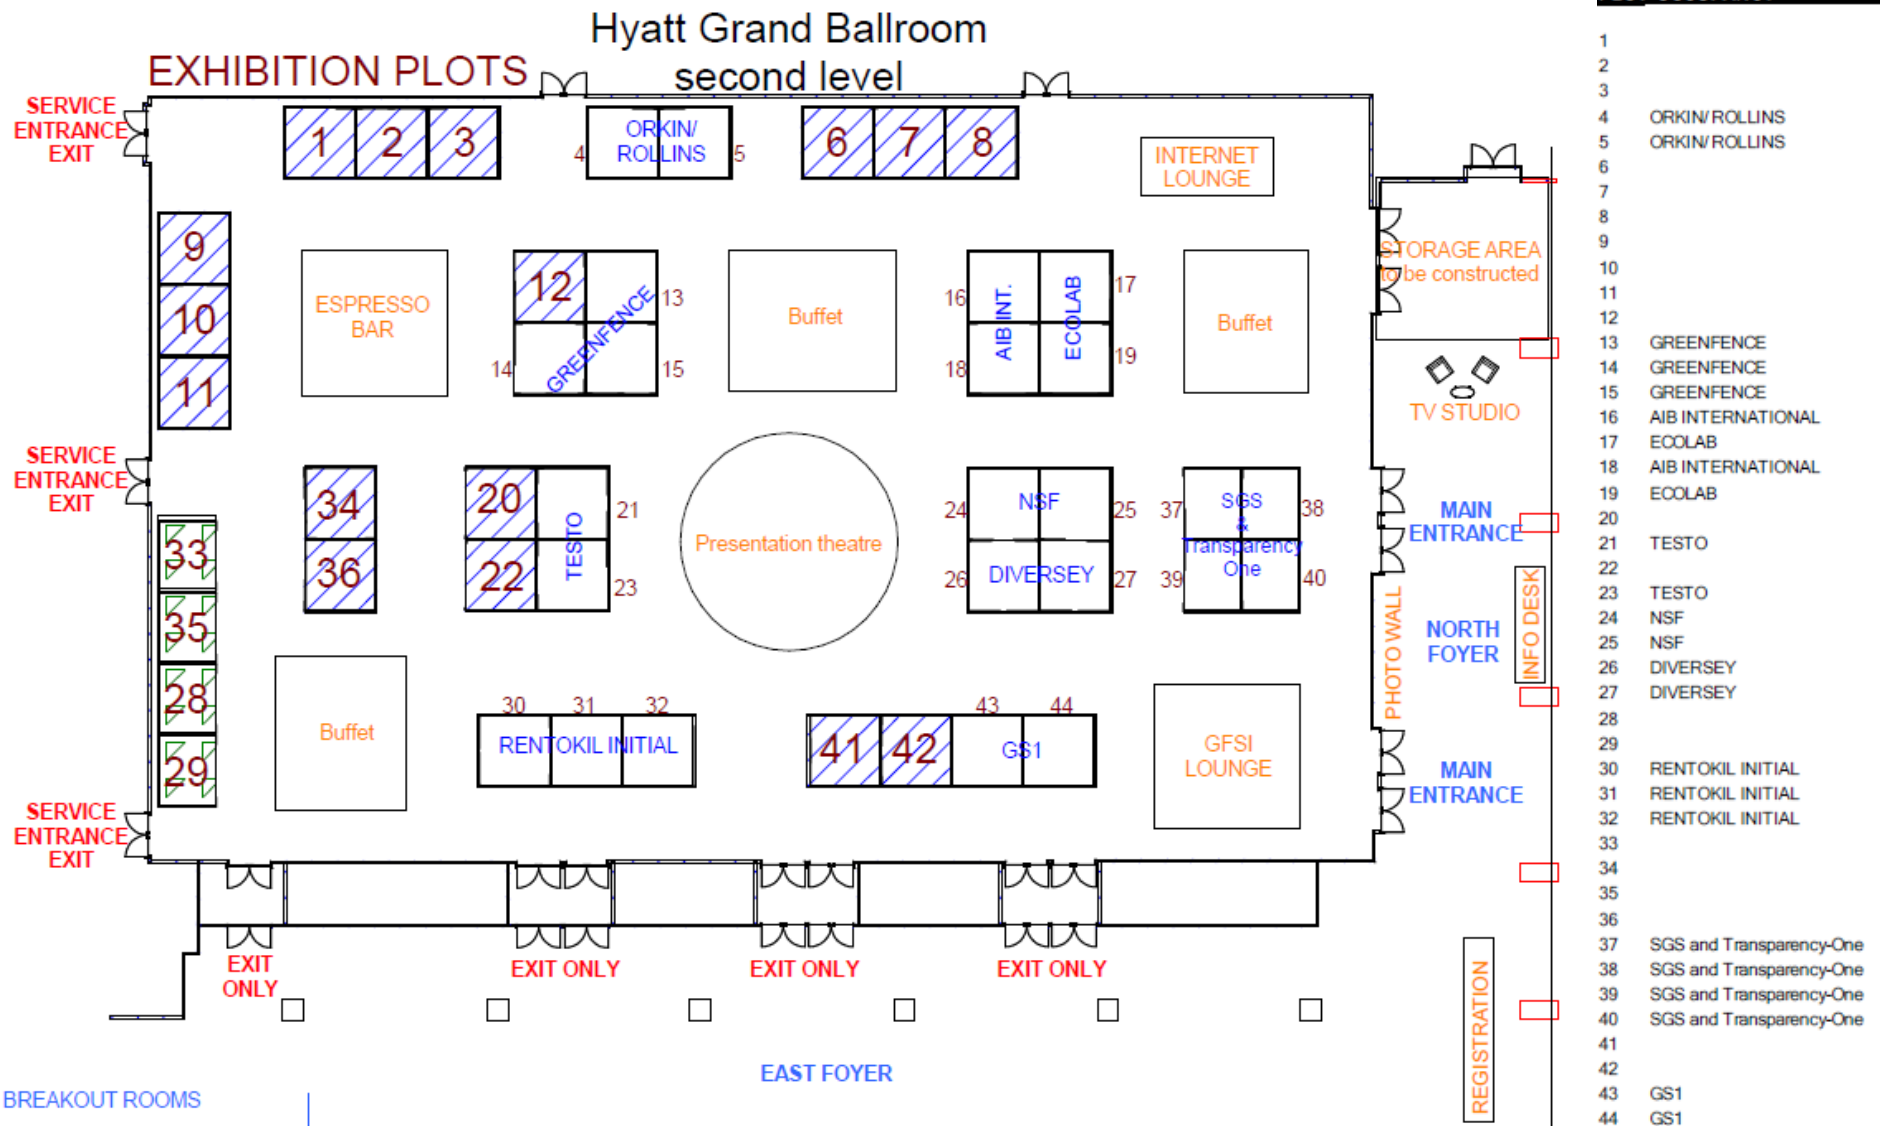 Hyatt Grand Ballroom
second level
EXHIBITION PLOTS
SERVICE
ENTRANCE
EXIT
1
2
3
4
ORKIN/
ROLLINS
5
6
7
8
INTERNET
LOUNGE
9
10
11
ESPRESSO
BAR
12
13
14
15
GREENFENCE
Buffet
16
17
18
19
AIB INT.
ECOLAB
Buffet
STORAGE AREA
to be constructed
TV STUDIO
SERVICE
ENTRANCE
EXIT
34
36
20
22
21
23
TESTO
Presentation theatre
24
NSF
25
26
DIVERSEY
27
37
38
39
40
SGS
&
Transparency
One
MAIN
ENTRANCE
33
35
28
29
PHOTO WALL
NORTH
FOYER
INFO DESK
Buffet
30
31
32
RENTOKIL INITIAL
41
42
43
44
GS1
GFSI
LOUNGE
MAIN
ENTRANCE
SERVICE
ENTRANCE
EXIT
EXIT
ONLY
EXIT ONLY
EXIT ONLY
EXIT ONLY
REGISTRATION
EAST FOYER
BREAKOUT ROOMS
1
2
3
4 ORKIN/ ROLLINS
5 ORKIN/ ROLLINS
6
7
8
9
10
11
12
13 GREENFENCE
14 GREENFENCE
15 GREENFENCE
16 AIB INTERNATIONAL
17 ECOLAB
18 AIB INTERNATIONAL
19 ECOLAB
20
21 TESTO
22
23 TESTO
24 NSF
25 NSF
26 DIVERSEY
27 DIVERSEY
28
29
30 RENTOKIL INITIAL
31 RENTOKIL INITIAL
32 RENTOKIL INITIAL
33
34
35
36
37 SGS and Transparency-One
38 SGS and Transparency-One
39 SGS and Transparency-One
40 SGS and Transparency-One
41
42
43 GS1
44 GS1